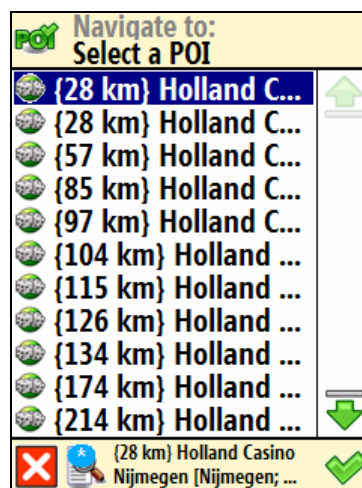 POI
Navigate to:
Select a POI
{28 km} Holland C...
{28 km} Holland C...
{57 km} Holland C...
{85 km} Holland C...
{97 km} Holland C...
{104 km} Holland ...
{115 km} Holland ...
{126 km} Holland ...
{134 km} Holland ...
{174 km} Holland ...
{214 km} Holland ...
{28 km} Holland Casino
Nijmegen [Nijmegen; ...